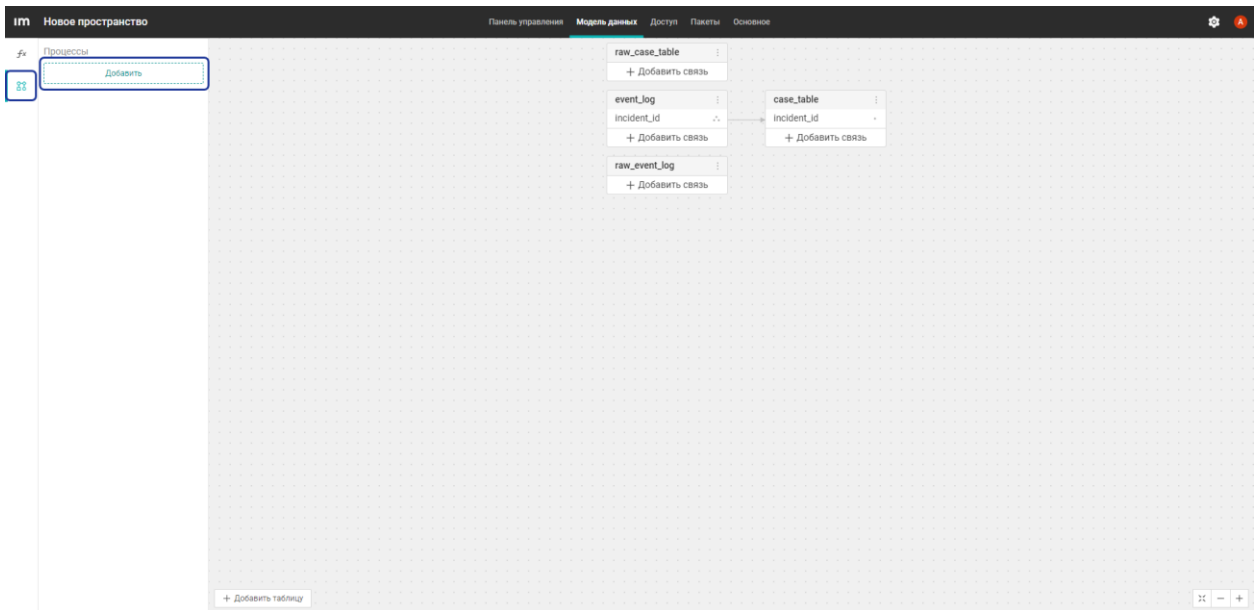 ım Новое пространство Панель управления Модель данных Доступ Пакеты Основное A
fx Процессы
Добавить
raw_case_table
+ Добавить связь
event_log
incident_id
+ Добавить связь
case_table
incident_id
+ Добавить связь
raw_event_log
+ Добавить связь
+ Добавить таблицу